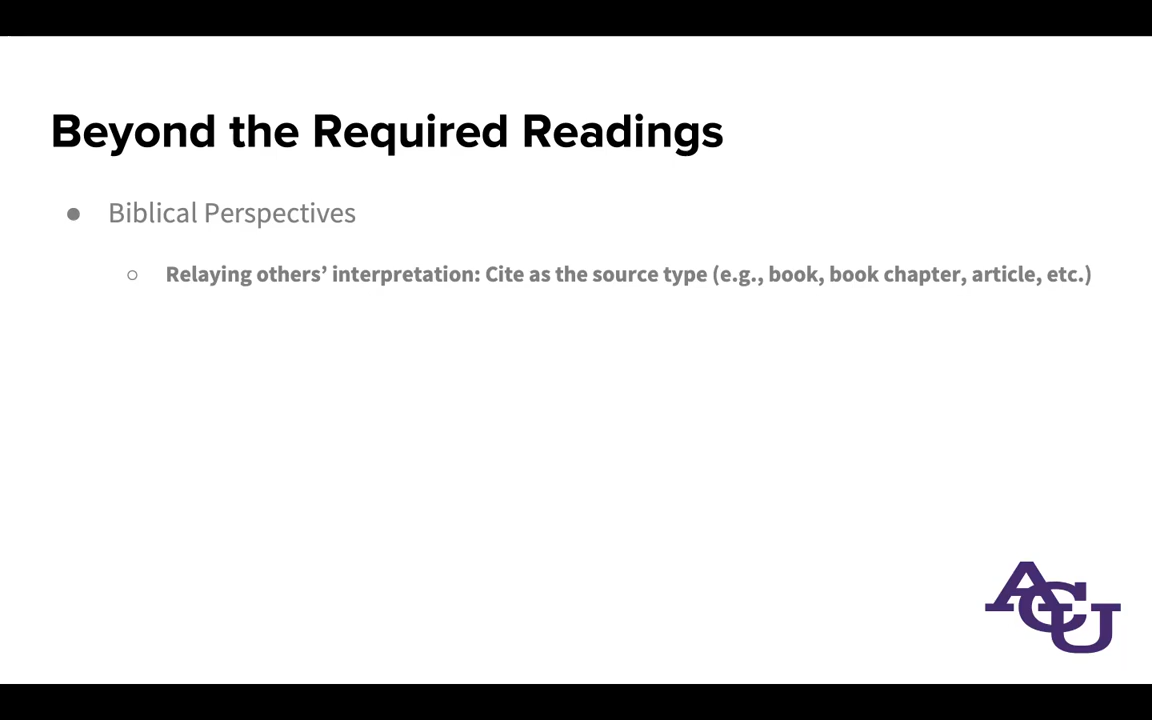 Beyond the Required Readings
● Biblical Perspectives
○ Relaying others’ interpretation: Cite as the source type (e.g., book, book chapter, article, etc.)
ACU